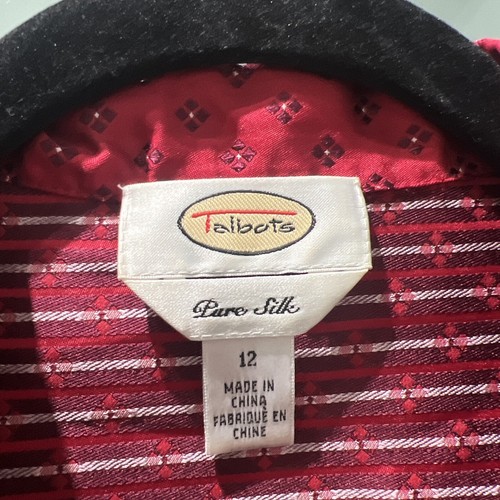 Talbots
Pure Silk
12
MADE IN
CHINA
FABRIQUÉ EN
CHINE